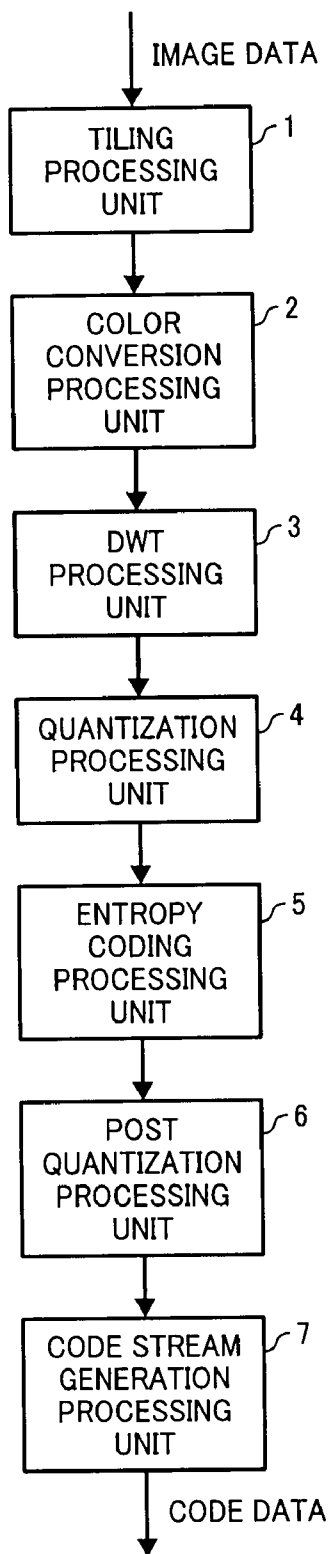 IMAGE DATA
1
TILING
PROCESSING
UNIT
2
COLOR
CONVERSION
PROCESSING
UNIT
3
DWT
PROCESSING
UNIT
4
QUANTIZATION
PROCESSING
UNIT
5
ENTROPY
CODING
PROCESSING
UNIT
6
POST
QUANTIZATION
PROCESSING
UNIT
7
CODE STREAM
GENERATION
PROCESSING
UNIT
CODE DATA